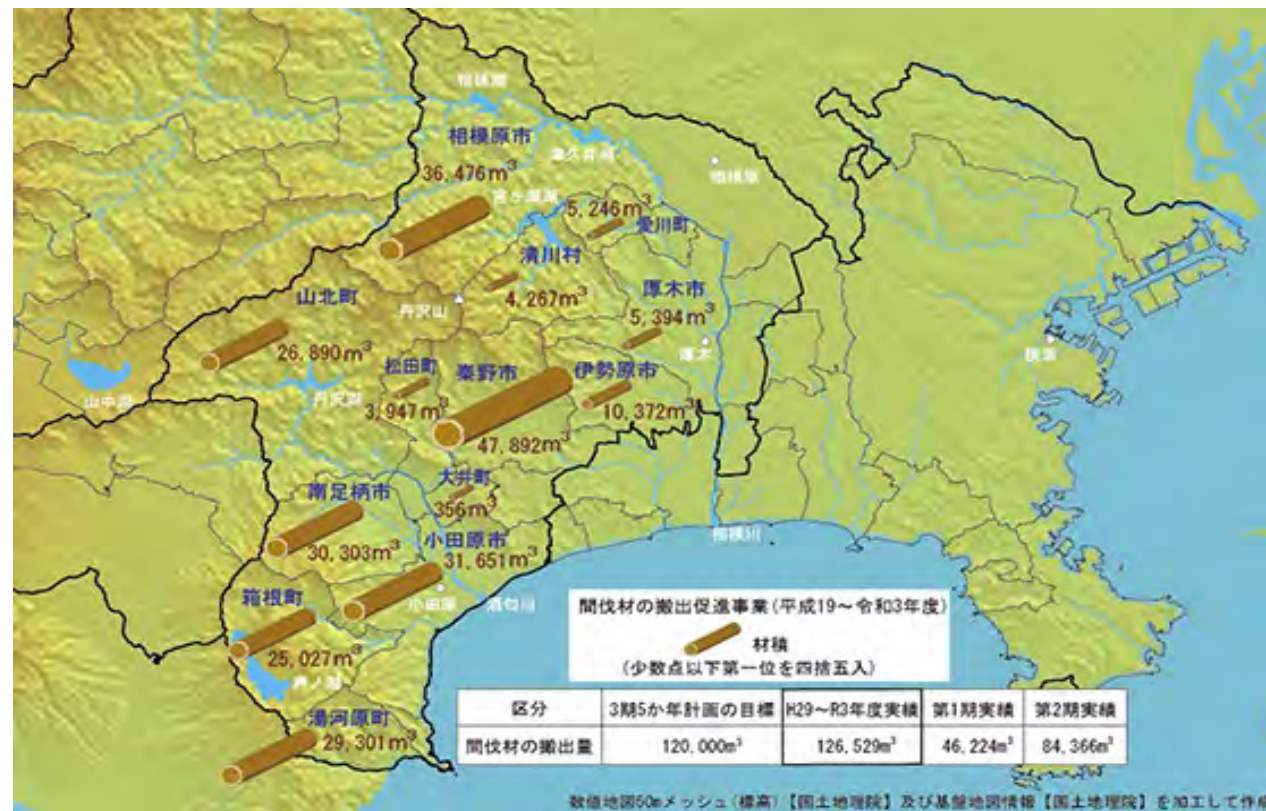 相模湖
相模原市
36,476m³
津久井湖
相模原
宮ヶ瀬湖
5,246m³
愛川町
清川村
4,267m³
厚木市
5,394m³
厚木
山北町
26,890m³
丹沢山
山中湖
丹沢湖
松田町
3,947m³
秦野市
47,892m³
伊勢原市
10,372m³
横浜
大井町
356m³
南足柄市
30,303m³
小田原市
31,651m³
小田原
酒匂川
相模川
箱根町
25,027m³
芦ノ湖
湯河原町
29,301m³
間伐材の搬出促進事業(平成19～令和3年度)
材積
(少数点以下第一位を四捨五入)
区分 3期5か年計画の目標 H29～R3年度実績 第1期実績 第2期実績
間伐材の搬出量 120,000m³ 126,529m³ 46,224m³ 84,366m³
数値地図50mメッシュ(標高)【国土地理院】及び基盤地図情報【国土地理院】を加工して作成